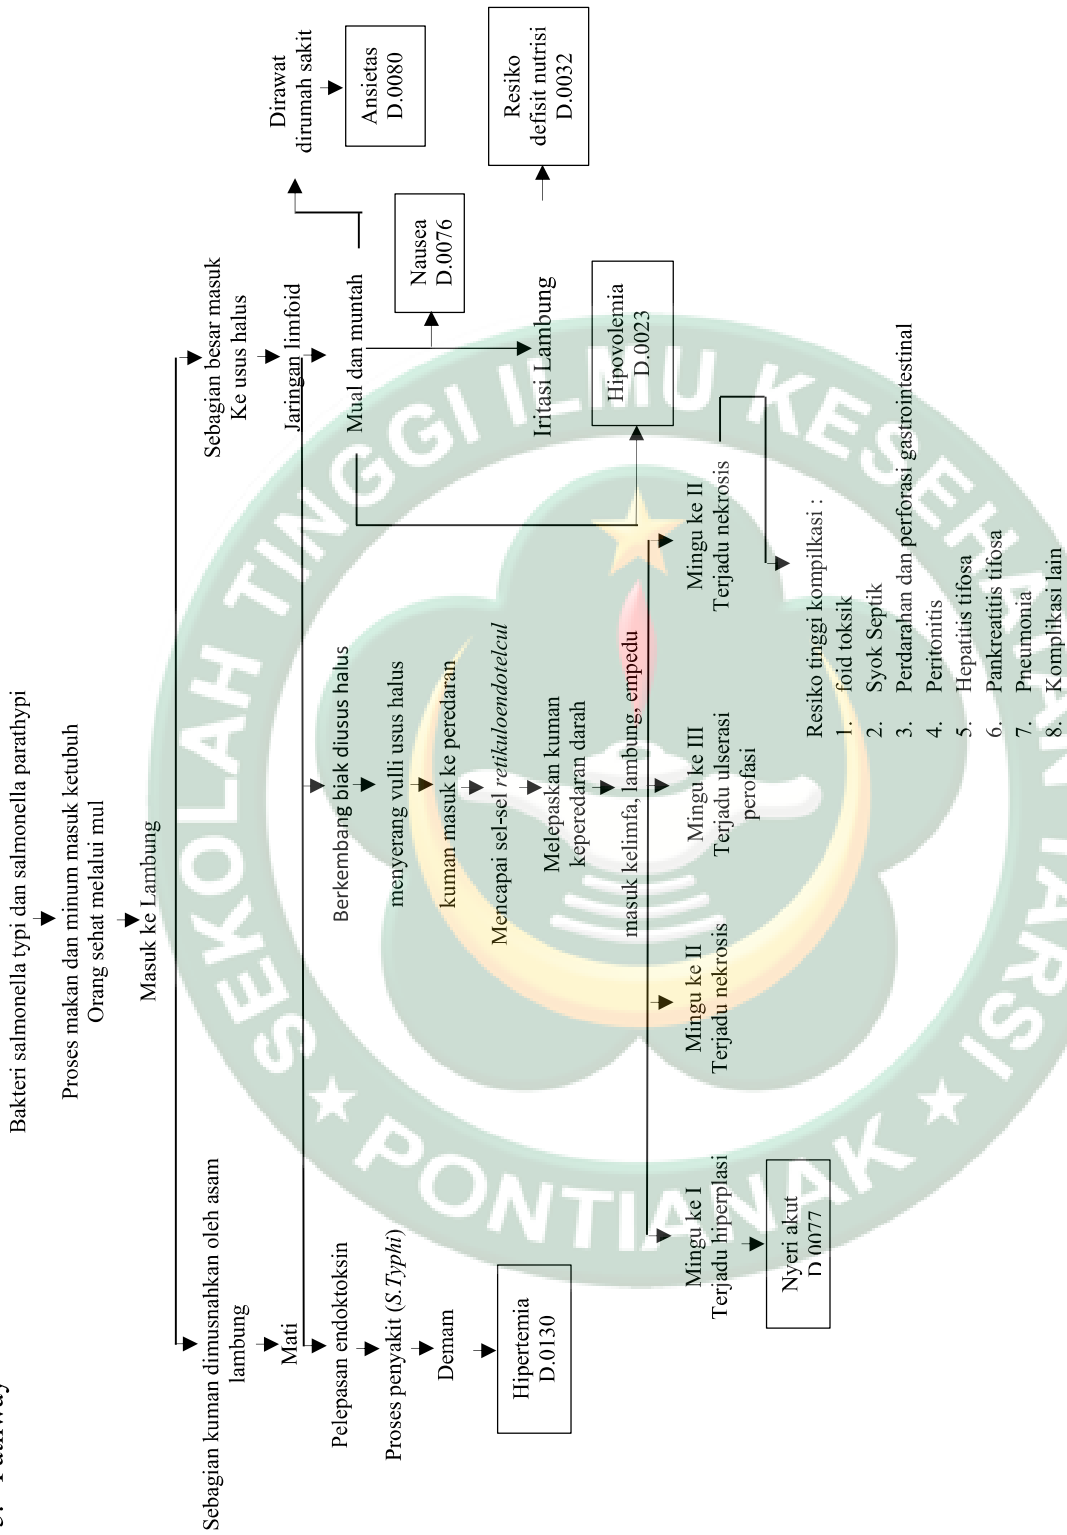 Pathway
Bakteri salmonella typi dan salmonella parathypi
Proses makan dan minum masuk ketubuh
Orang sehat melalui mul
Masuk ke Lambung
Sebagian kuman dimusnahkan oleh asam
lambung
Mati
Pelepasan endoktoksin
Proses penyakit (S.Typhi)
Demam
Hipertemia
D.0130
Sebagian besar masuk
Ke usus halus
Jaringan limfoid
Berkembang biak diusus halus
menyerang vulli usus halus
kuman masuk ke peredaran
Mencapai sel-sel retikuloendotelcul
Melepaskan kuman
keperedaran darah
masuk kelimfa, lambung, empedu
Mual dan muntah
Dirawat
dirumah sakit
Ansietas
D.0080
Nausea
D.0076
Iritasi Lambung
Resiko
defisit nutrisi
D.0032
Hipovolemia
D.0023
Mingu ke I
Terjadu hiperplasi
Nyeri akut
D.0077
Mingu ke II
Terjadu nekrosis
Mingu ke III
Terjadu ulserasi
perofasi
Mingu ke II
Terjadu nekrosis
Resiko tinggi kompilkasi :
1. foid toksik
2. Syok Septik
3. Perdarahan dan perforasi gastrointestinal
4. Peritonitis
5. Hepatitis tifosa
6. Pankreatitis tifosa
7. Pneumonia
8. Komplikasi lain
SEKOLAH TINGGI ILMU KESEHATAN YARSI
PONTIANAK